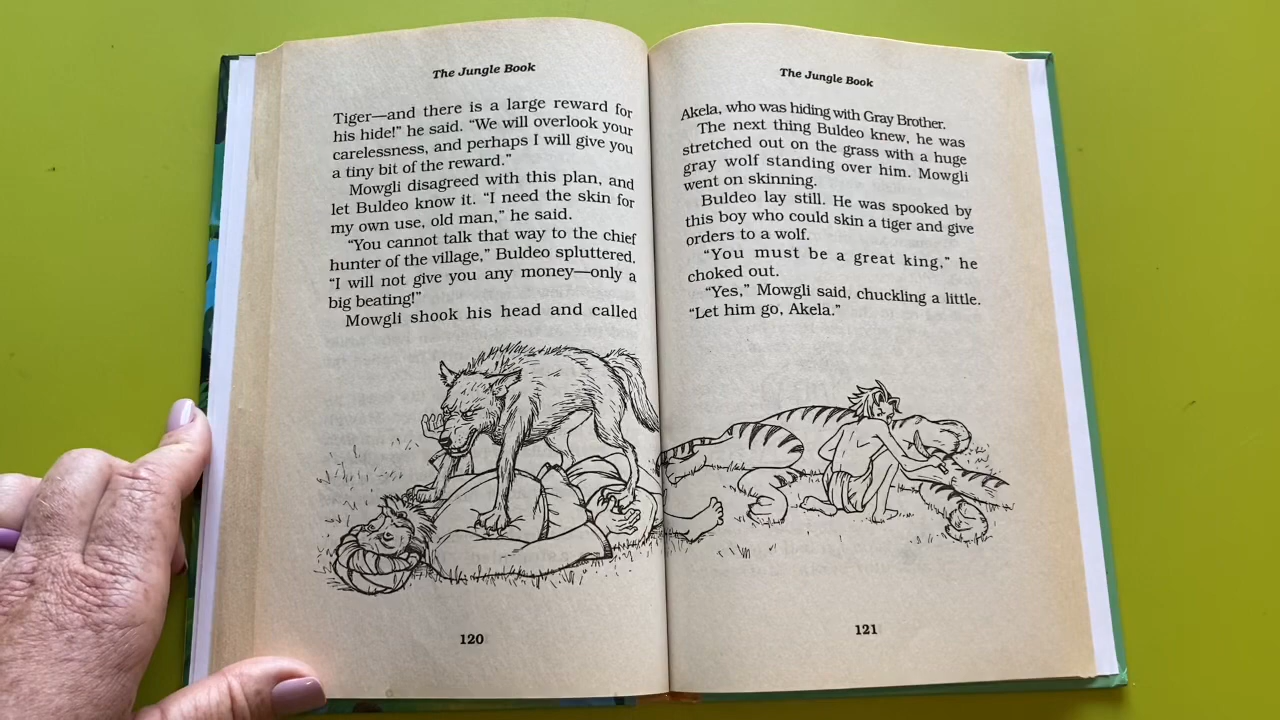 The Jungle Book
Tiger—and there is a large reward for
his hide!” he said. “We will overlook your
carelessness, and perhaps I will give you
a tiny bit of the reward.”
Mowgli disagreed with this plan, and
let Buldeo know it. “I need the skin for
my own use, old man,” he said.
“You cannot talk that way to the chief
hunter of the village,” Buldeo spluttered.
“I will not give you any money—only a
big beating!”
Mowgli shook his head and called
120
The Jungle Book
Akela, who was hiding with Gray Brother.
The next thing Buldeo knew, he was
stretched out on the grass with a huge
gray wolf standing over him. Mowgli
went on skinning.
Buldeo lay still. He was spooked by
this boy who could skin a tiger and give
orders to a wolf.
“You must be a great king,” he
choked out.
“Yes,” Mowgli said, chuckling a little.
“Let him go, Akela.”
121